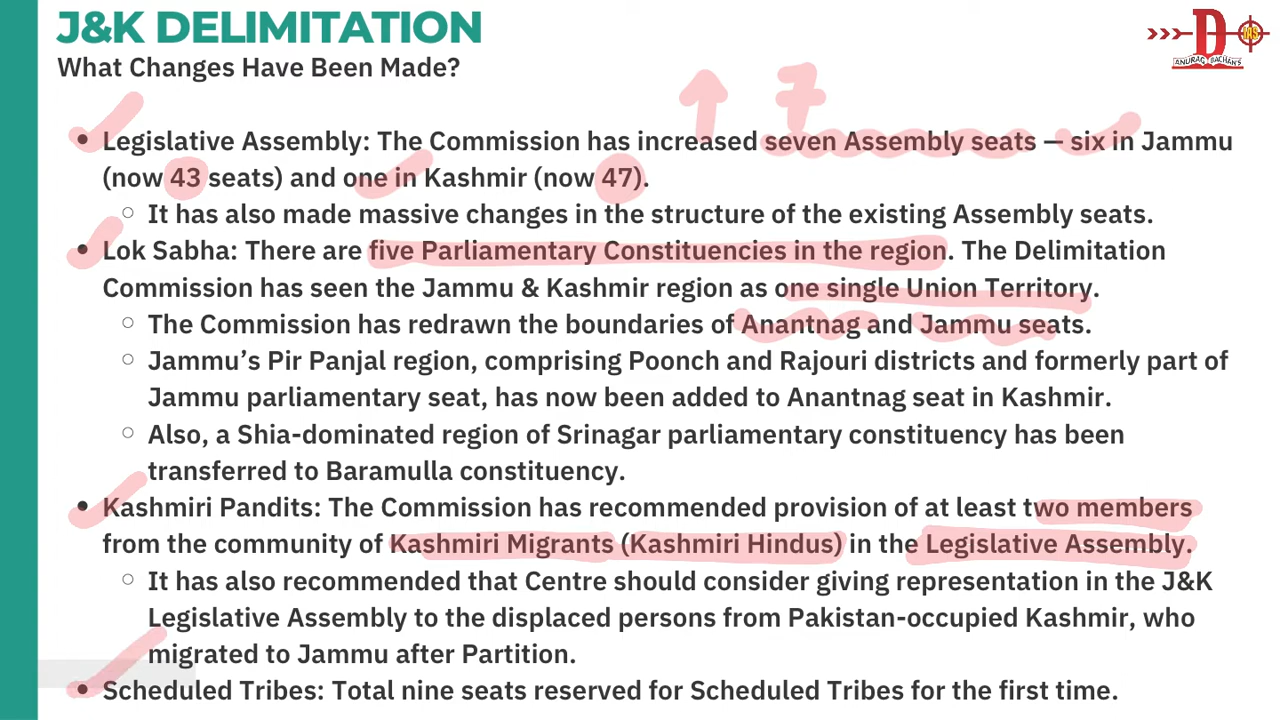 J&K DELIMITATION
What Changes Have Been Made?
↑ 7
>>> D IAS
ANURAG BACHAN'S
• Legislative Assembly: The Commission has increased seven Assembly seats — six in Jammu
(now 43 seats) and one in Kashmir (now 47).
○ It has also made massive changes in the structure of the existing Assembly seats.
• Lok Sabha: There are five Parliamentary Constituencies in the region. The Delimitation
Commission has seen the Jammu & Kashmir region as one single Union Territory.
○ The Commission has redrawn the boundaries of Anantnag and Jammu seats.
○ Jammu’s Pir Panjal region, comprising Poonch and Rajouri districts and formerly part of
Jammu parliamentary seat, has now been added to Anantnag seat in Kashmir.
○ Also, a Shia-dominated region of Srinagar parliamentary constituency has been
transferred to Baramulla constituency.
• Kashmiri Pandits: The Commission has recommended provision of at least two members
from the community of Kashmiri Migrants (Kashmiri Hindus) in the Legislative Assembly.
○ It has also recommended that Centre should consider giving representation in the J&K
Legislative Assembly to the displaced persons from Pakistan-occupied Kashmir, who
migrated to Jammu after Partition.
• Scheduled Tribes: Total nine seats reserved for Scheduled Tribes for the first time.